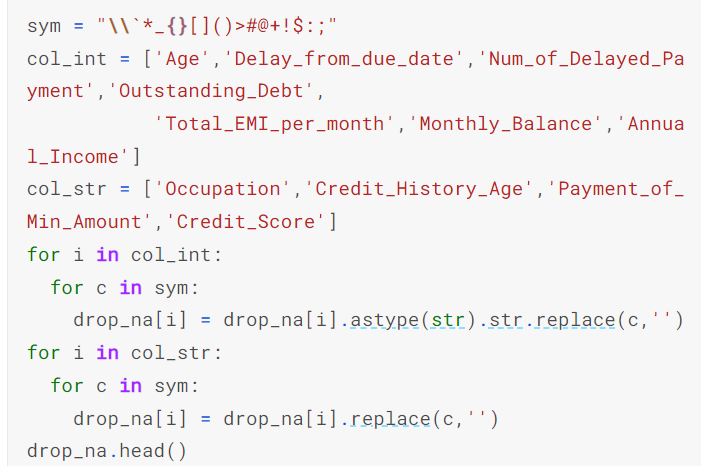 sym = "\\`*_{}[]()>#@+!$:;"
col_int = ['Age','Delay_from_due_date','Num_of_Delayed_Pa
yment','Outstanding_Debt',
           'Total_EMI_per_month','Monthly_Balance','Annua
l_Income']
col_str = ['Occupation','Credit_History_Age','Payment_of_
Min_Amount','Credit_Score']
for i in col_int:
  for c in sym:
    drop_na[i] = drop_na[i].astype(str).str.replace(c,'')
for i in col_str:
  for c in sym:
    drop_na[i] = drop_na[i].replace(c,'')
drop_na.head()